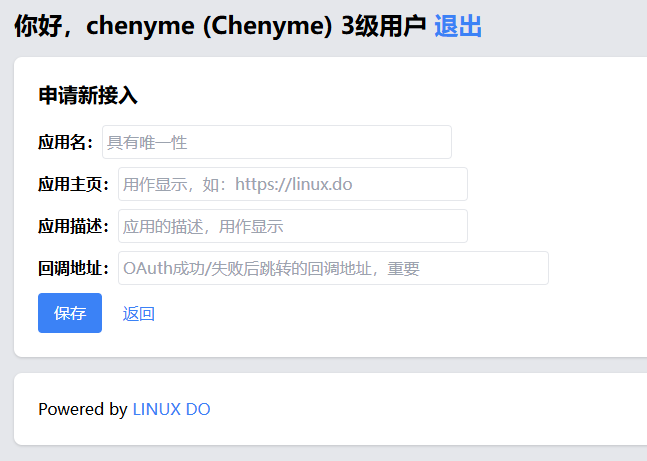 你好，chenyme (Chenyme) 3级用户 退出
申请新接入
应用名： 具有唯一性
应用主页： 用作显示，如：https://linux.do
应用描述： 应用的描述，用作显示
回调地址： OAuth成功/失败后跳转的回调地址，重要
保存 返回
Powered by LINUX DO